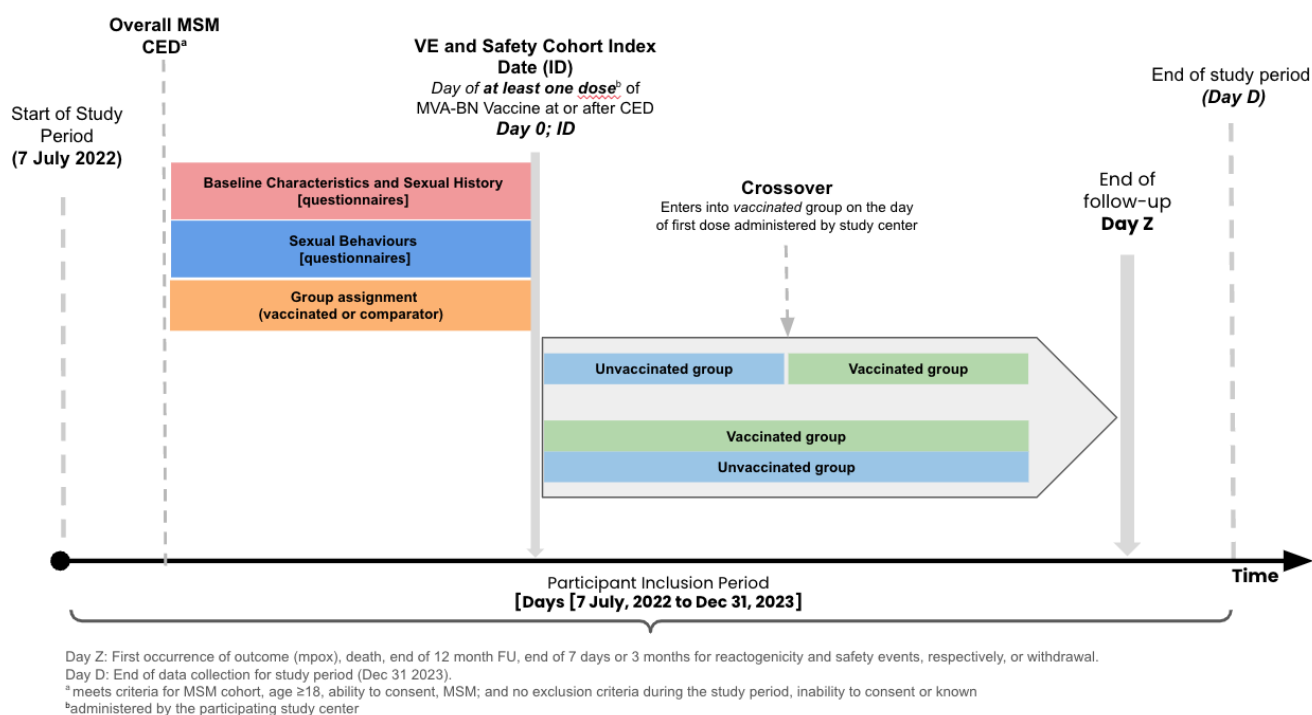 Overall MSM
CEDᵃ
VE and Safety Cohort Index
Date (ID)
Day of at least one doseᵇ of
MVA-BN Vaccine at or after CED
Day 0; ID
End of study period
(Day D)
Start of Study
Period
(7 July 2022)
Baseline Characteristics and Sexual History
[questionnaires]
Sexual Behaviours
[questionnaires]
Group assignment
(vaccinated or comparator)
Crossover
Enters into vaccinated group on the day
of first dose administered by study center
End of
follow-up
Day Z
Unvaccinated group
Vaccinated group
Vaccinated group
Unvaccinated group
Time
Participant Inclusion Period
[Days [7 July, 2022 to Dec 31, 2023]
Day Z: First occurrence of outcome (mpox), death, end of 12 month FU, end of 7 days or 3 months for reactogenicity and safety events, respectively, or withdrawal.
Day D: End of data collection for study period (Dec 31 2023).
ᵃ meets criteria for MSM cohort, age ≥18, ability to consent, MSM; and no exclusion criteria during the study period, inability to consent or known
ᵇadministered by the participating study center